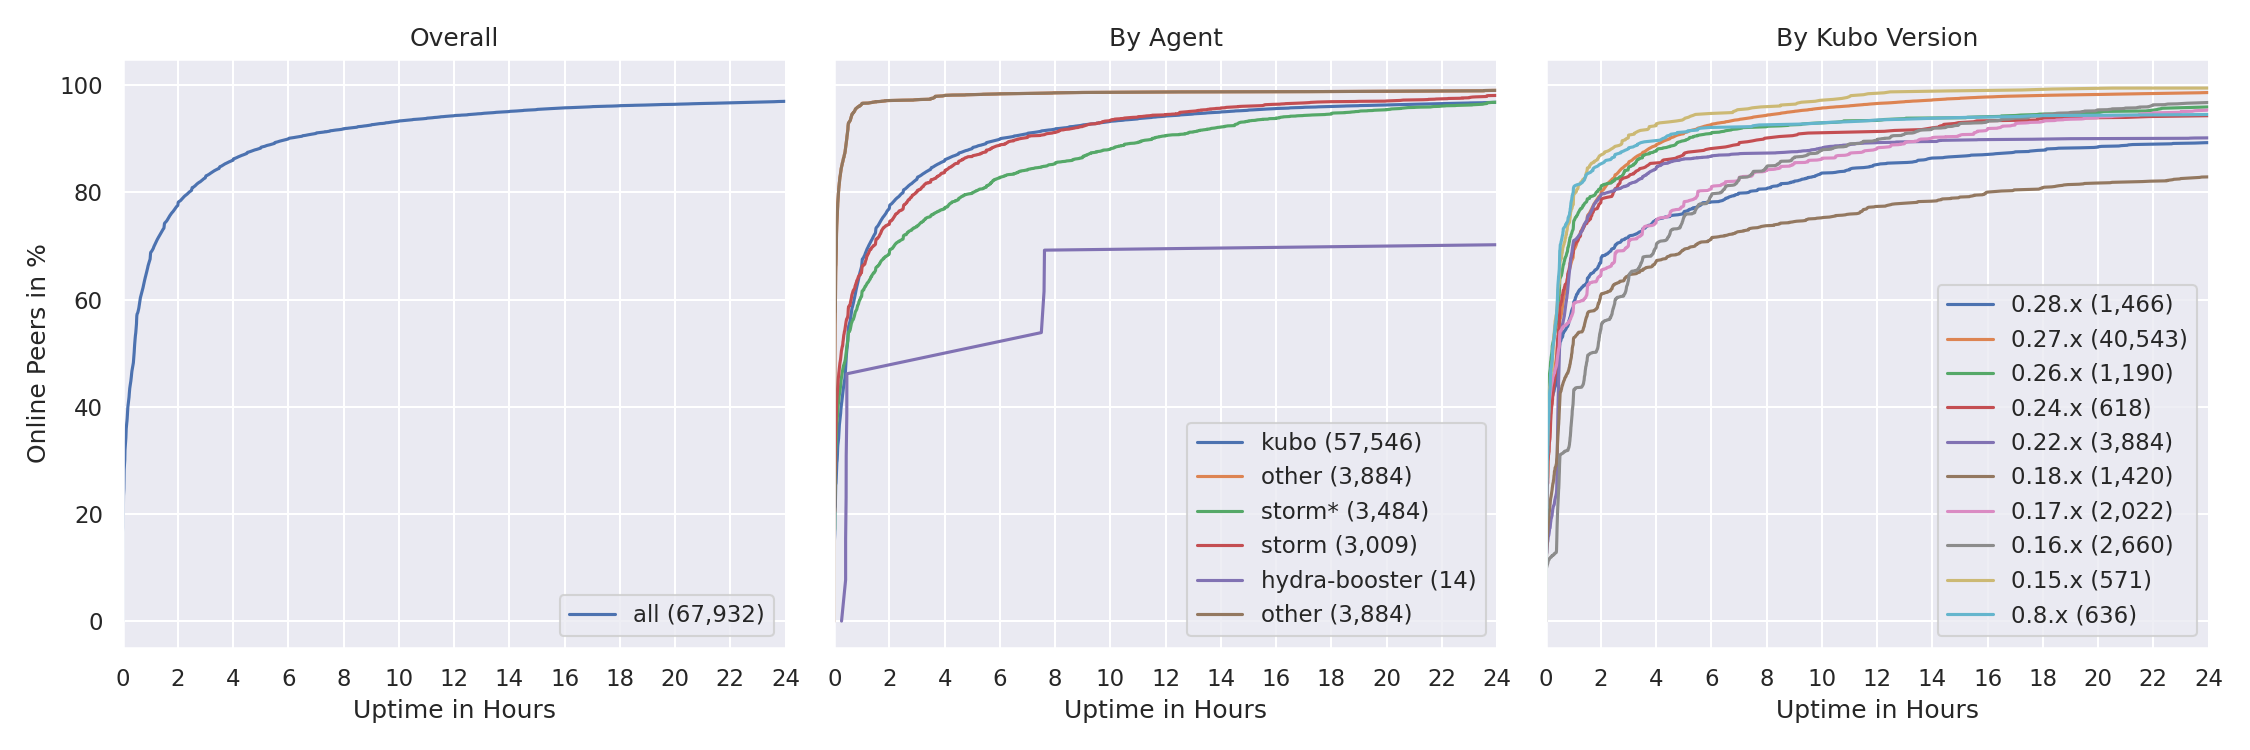 Overall
By Agent
By Kubo Version
Online Peers in %
100
80
60
40
20
0
all (67,932)
kubo (57,546)
other (3,884)
storm* (3,484)
storm (3,009)
hydra-booster (14)
other (3,884)
0.28.x (1,466)
0.27.x (40,543)
0.26.x (1,190)
0.24.x (618)
0.22.x (3,884)
0.18.x (1,420)
0.17.x (2,022)
0.16.x (2,660)
0.15.x (571)
0.8.x (636)
0 2 4 6 8 10 12 14 16 18 20 22 24
0 2 4 6 8 10 12 14 16 18 20 22 24
0 2 4 6 8 10 12 14 16 18 20 22 24
Uptime in Hours
Uptime in Hours
Uptime in Hours